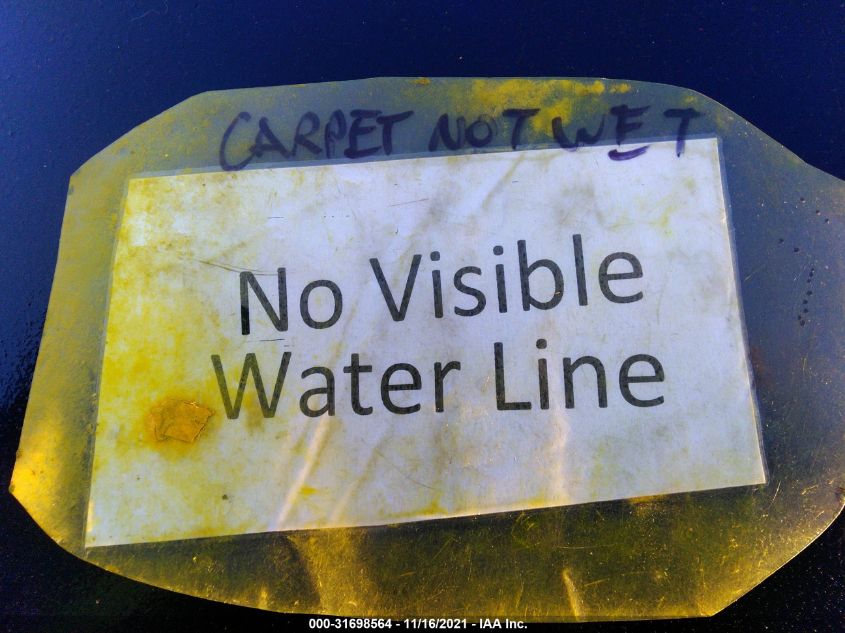 CARPET NOT WET
No Visible
Water Line
000-31698564 - 11/16/2021 - IAA Inc.